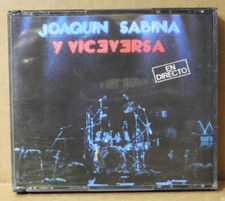 JOAQUIN SABINA
Y VICEVERSA
EN
DIRECTO